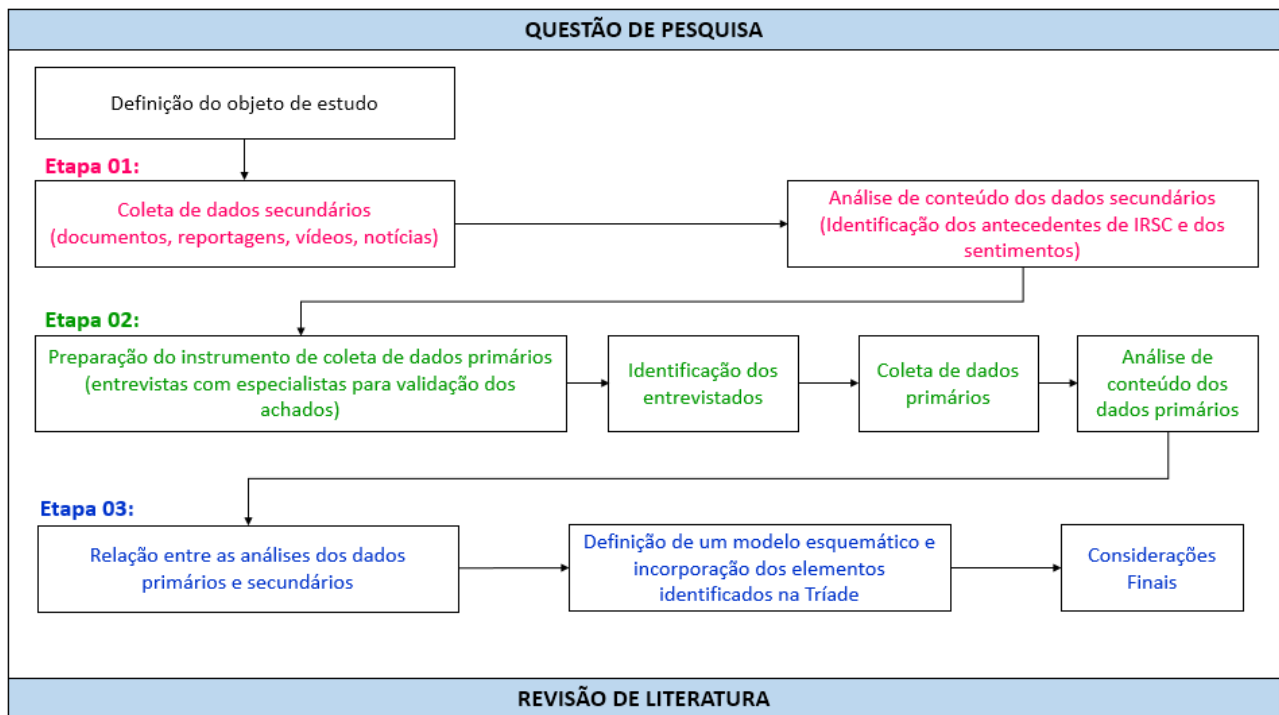 QUESTÃO DE PESQUISA
Definição do objeto de estudo
Etapa 01:
Coleta de dados secundários
(documentos, reportagens, vídeos, notícias)
Análise de conteúdo dos dados secundários
(Identificação dos antecedentes de IRSC e dos
sentimentos)
Etapa 02:
Preparação do instrumento de coleta de dados primários
(entrevistas com especialistas para validação dos
achados)
Identificação dos
entrevistados
Coleta de dados
primários
Análise de
conteúdo dos
dados primários
Etapa 03:
Relação entre as análises dos dados
primários e secundários
Definição de um modelo esquemático e
incorporação dos elementos
identificados na Tríade
Considerações
Finais
REVISÃO DE LITERATURA